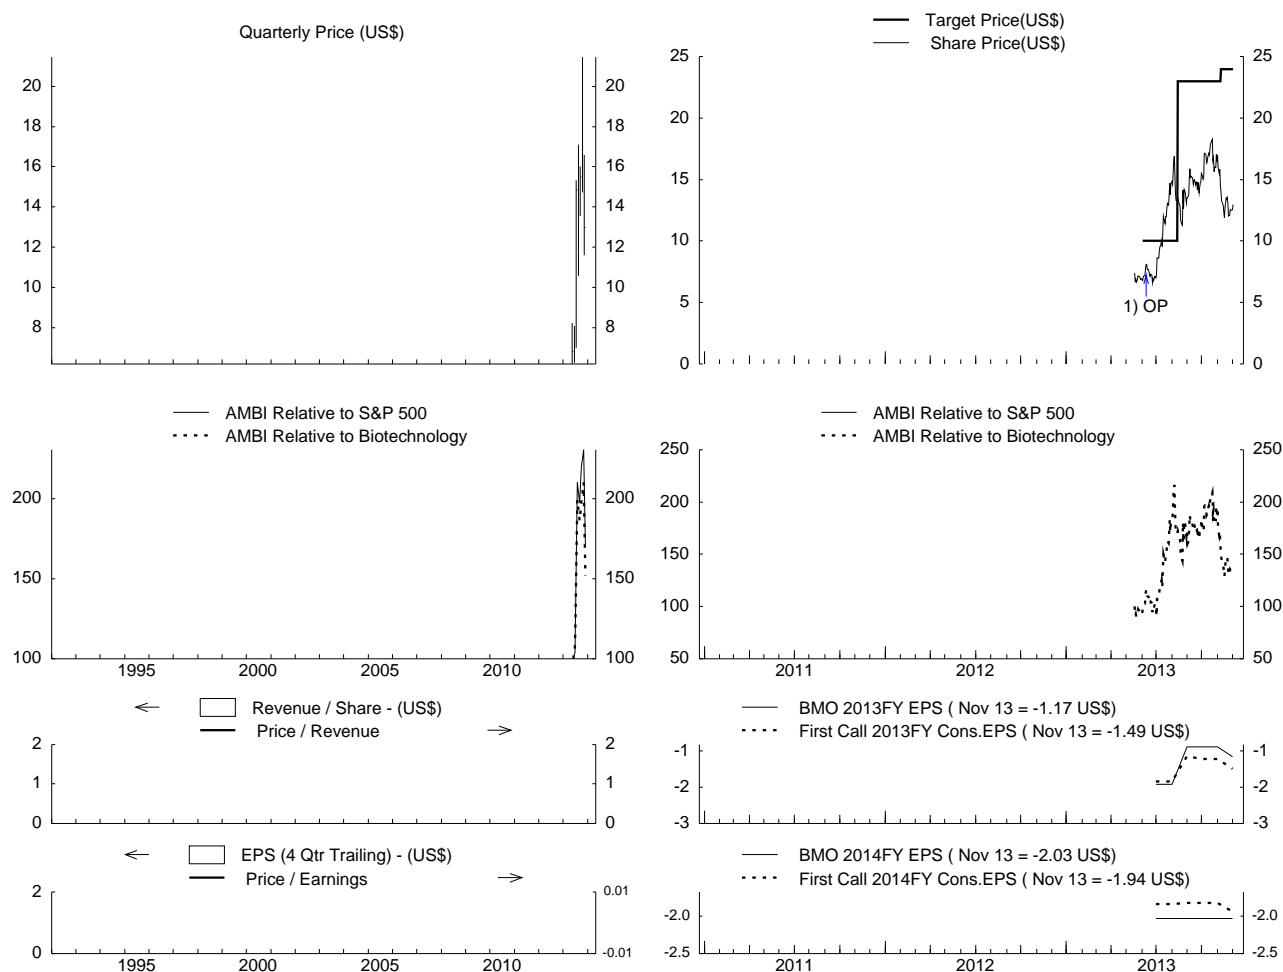 Quarterly Price (US$)
20 20
18 18
16 16
14 14
12 12
10 10
8 8
Target Price(US$)
Share Price(US$)
25 25
20 20
15 15
10 10
5 5
0 0
1) OP
AMBI Relative to S&P 500
AMBI Relative to Biotechnology
200 200
150 150
100 100
1995 2000 2005 2010
AMBI Relative to S&P 500
AMBI Relative to Biotechnology
250 250
200 200
150 150
100 100
50 50
2011 2012 2013
Revenue / Share - (US$)
Price / Revenue
2 2
1 1
0 0
BMO 2013FY EPS ( Nov 13 = -1.17 US$)
First Call 2013FY Cons.EPS ( Nov 13 = -1.49 US$)
-1 -1
-2 -2
-3 -3
EPS (4 Qtr Trailing) - (US$)
Price / Earnings
2 0.01
0 -0.01
1995 2000 2005 2010
BMO 2014FY EPS ( Nov 13 = -2.03 US$)
First Call 2014FY Cons.EPS ( Nov 13 = -1.94 US$)
-2.0 -2.0
-2.5 -2.5
2011 2012 2013